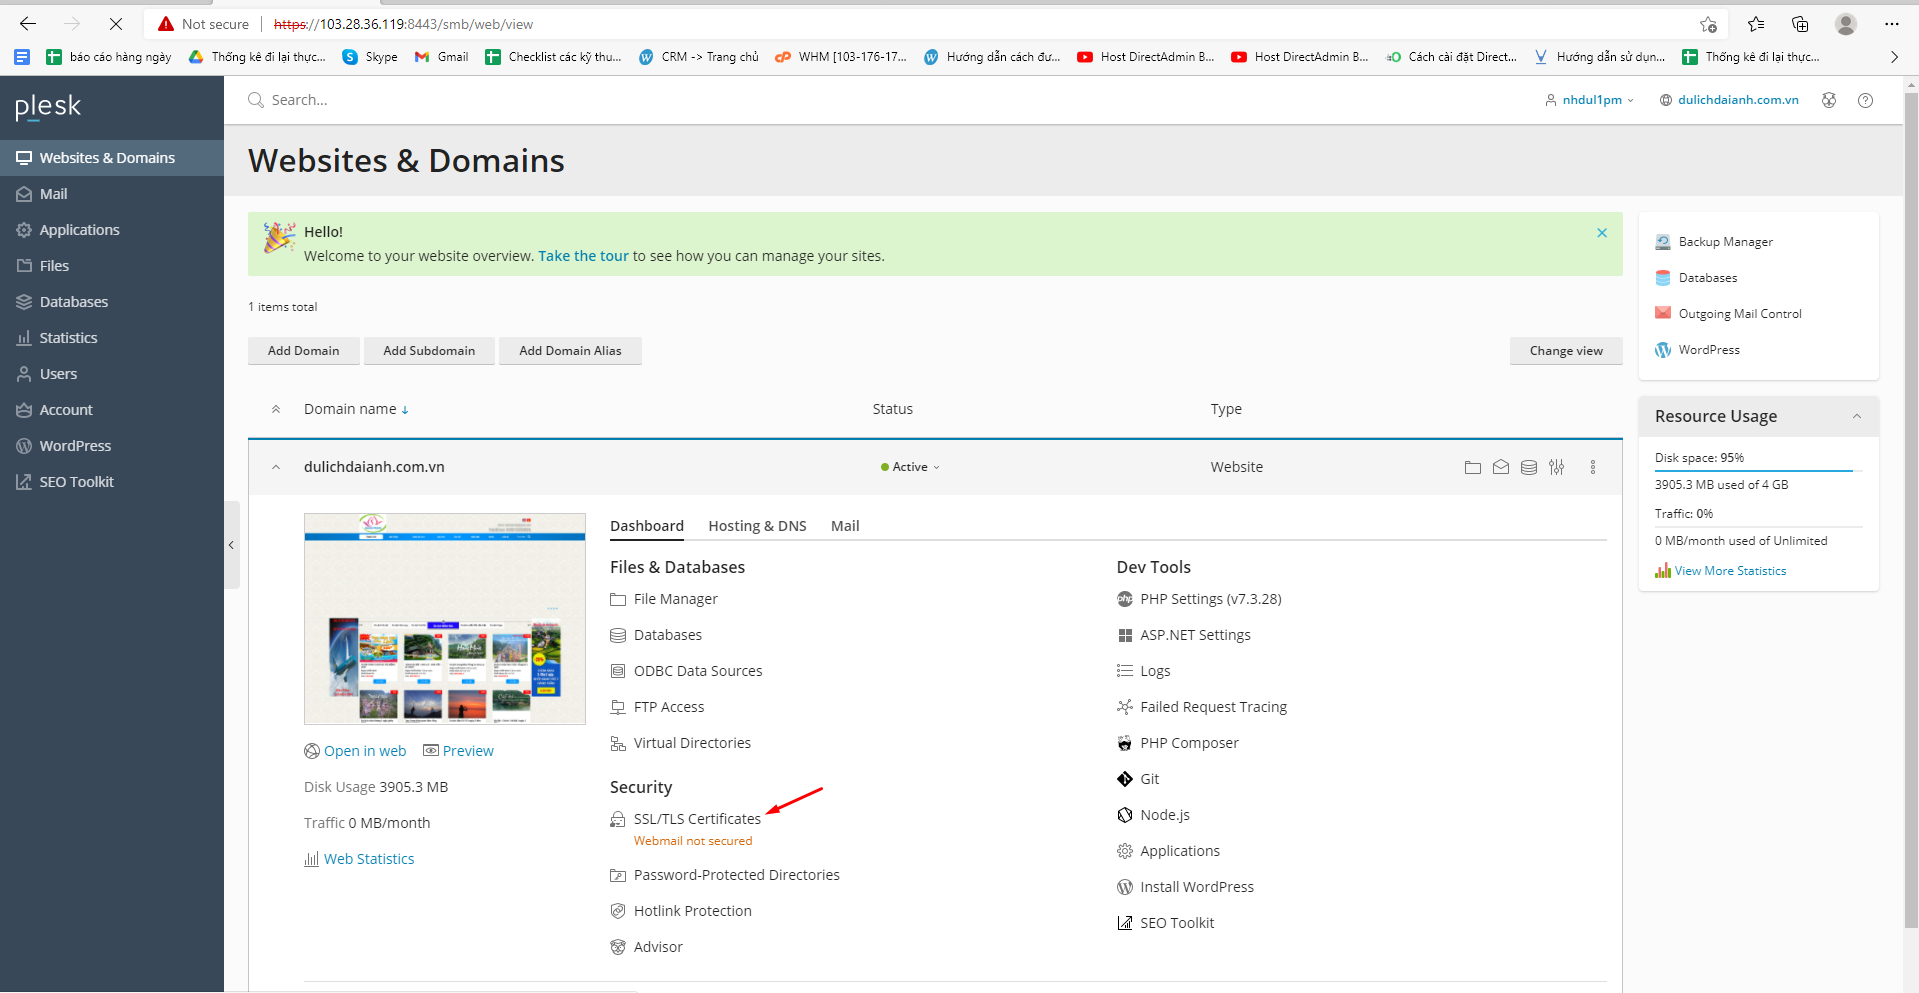 Not secure
https://103.28.36.119:8443/smb/web/view
báo cáo hàng ngày
Thống kê đi lại thực...
Skype
Gmail
Checklist các kỹ thu...
CRM -> Trang chủ
WHM [103-176-17...
Hướng dẫn cách đư...
Host DirectAdmin B...
Host DirectAdmin B...
Cách cài đặt Direct...
Hướng dẫn sử dụn...
Thống kê đi lại thực...
plesk
Search...
nhdul1pm
dulichdaianh.com.vn
Websites & Domains
Mail
Applications
Files
Databases
Statistics
Users
Account
WordPress
SEO Toolkit
Websites & Domains
Hello!
Welcome to your website overview. Take the tour to see how you can manage your sites.
1 items total
Add Domain
Add Subdomain
Add Domain Alias
Change view
Domain name
Status
Type
dulichdaianh.com.vn
Active
Website
Open in web
Preview
Disk Usage 3905.3 MB
Traffic 0 MB/month
Web Statistics
Dashboard
Hosting & DNS
Mail
Files & Databases
File Manager
Databases
ODBC Data Sources
FTP Access
Virtual Directories
Security
SSL/TLS Certificates
Webmail not secured
Password-Protected Directories
Hotlink Protection
Advisor
Dev Tools
PHP Settings (v7.3.28)
ASP.NET Settings
Logs
Failed Request Tracing
PHP Composer
Git
Node.js
Applications
Install WordPress
SEO Toolkit
Backup Manager
Databases
Outgoing Mail Control
WordPress
Resource Usage
Disk space: 95%
3905.3 MB used of 4 GB
Traffic: 0%
0 MB/month used of Unlimited
View More Statistics